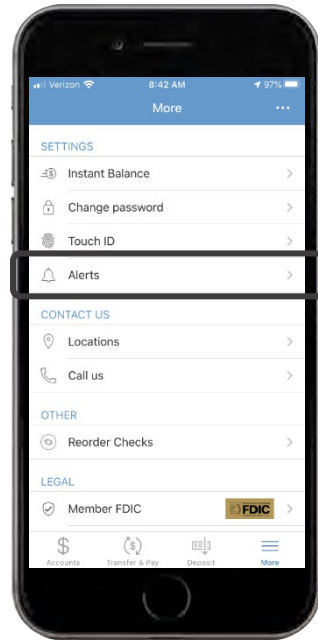 Verizon 8:42 AM 97%
More
SETTINGS
Instant Balance
Change password
Touch ID
Alerts
CONTACT US
Locations
Call us
OTHER
Reorder Checks
LEGAL
Member FDIC FDIC
Accounts Transfer & Pay Deposit More